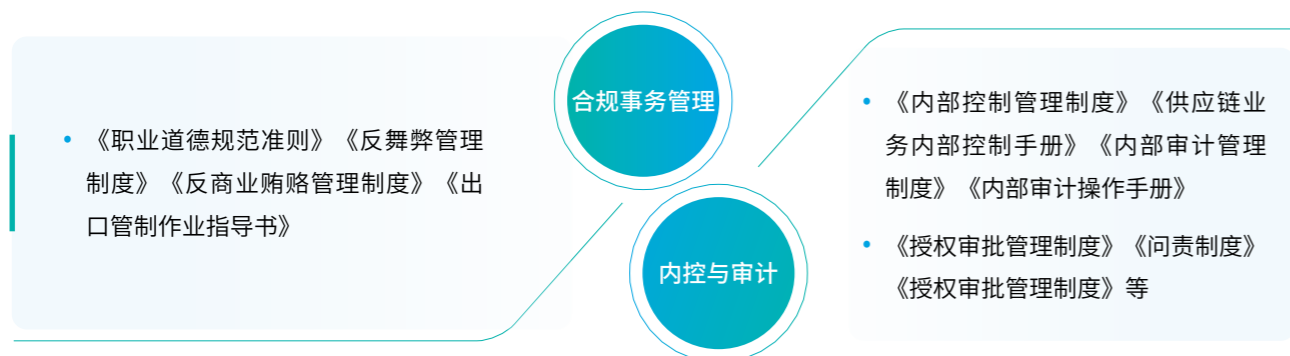 合规事务管理
• 《职业道德规范准则》《反舞弊管理
制度》《反商业贿赂管理制度》《出
口管制作业指导书》
内控与审计
• 《内部控制管理制度》《供应链业
务内部控制手册》《内部审计管理
制度》《内部审计操作手册》
• 《授权审批管理制度》《问责制度》
《授权审批管理制度》等